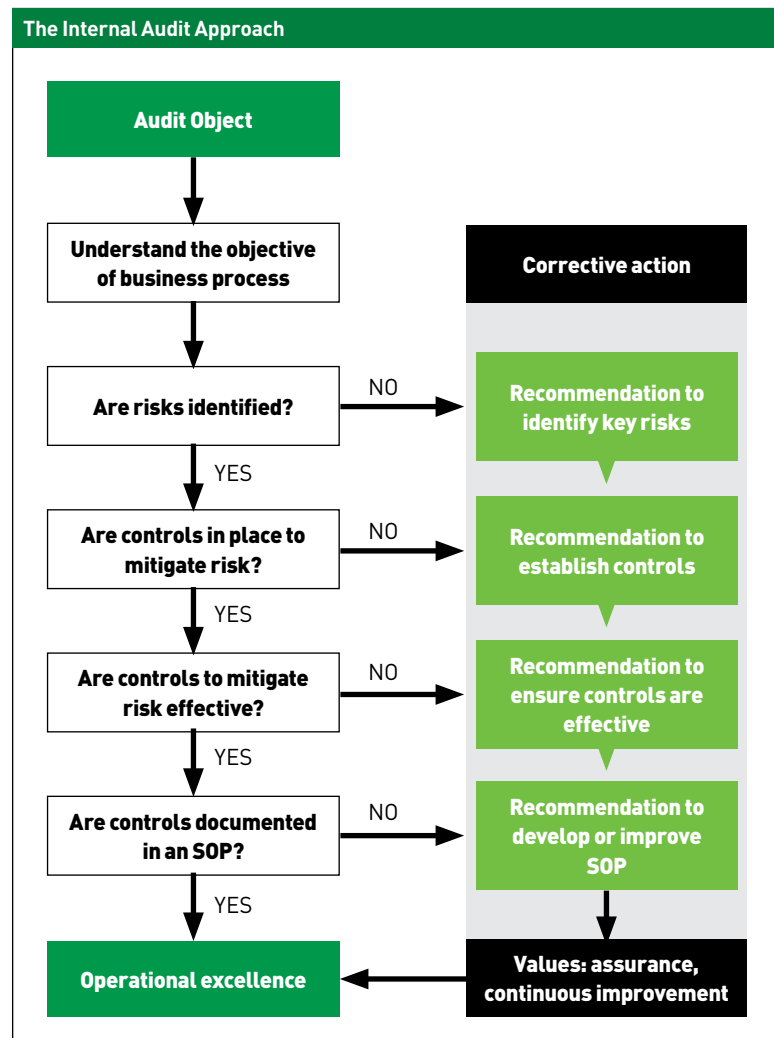 The Internal Audit Approach
Audit Object
Understand the objective
of business process
Corrective action
Are risks identified?
NO
Recommendation to
identify key risks
YES
Are controls in place to
mitigate risk?
NO
Recommendation to
establish controls
YES
Are controls to mitigate
risk effective?
NO
Recommendation to
ensure controls are
effective
YES
Are controls documented
in an SOP?
NO
Recommendation to
develop or improve
SOP
YES
Operational excellence
Values: assurance,
continuous improvement